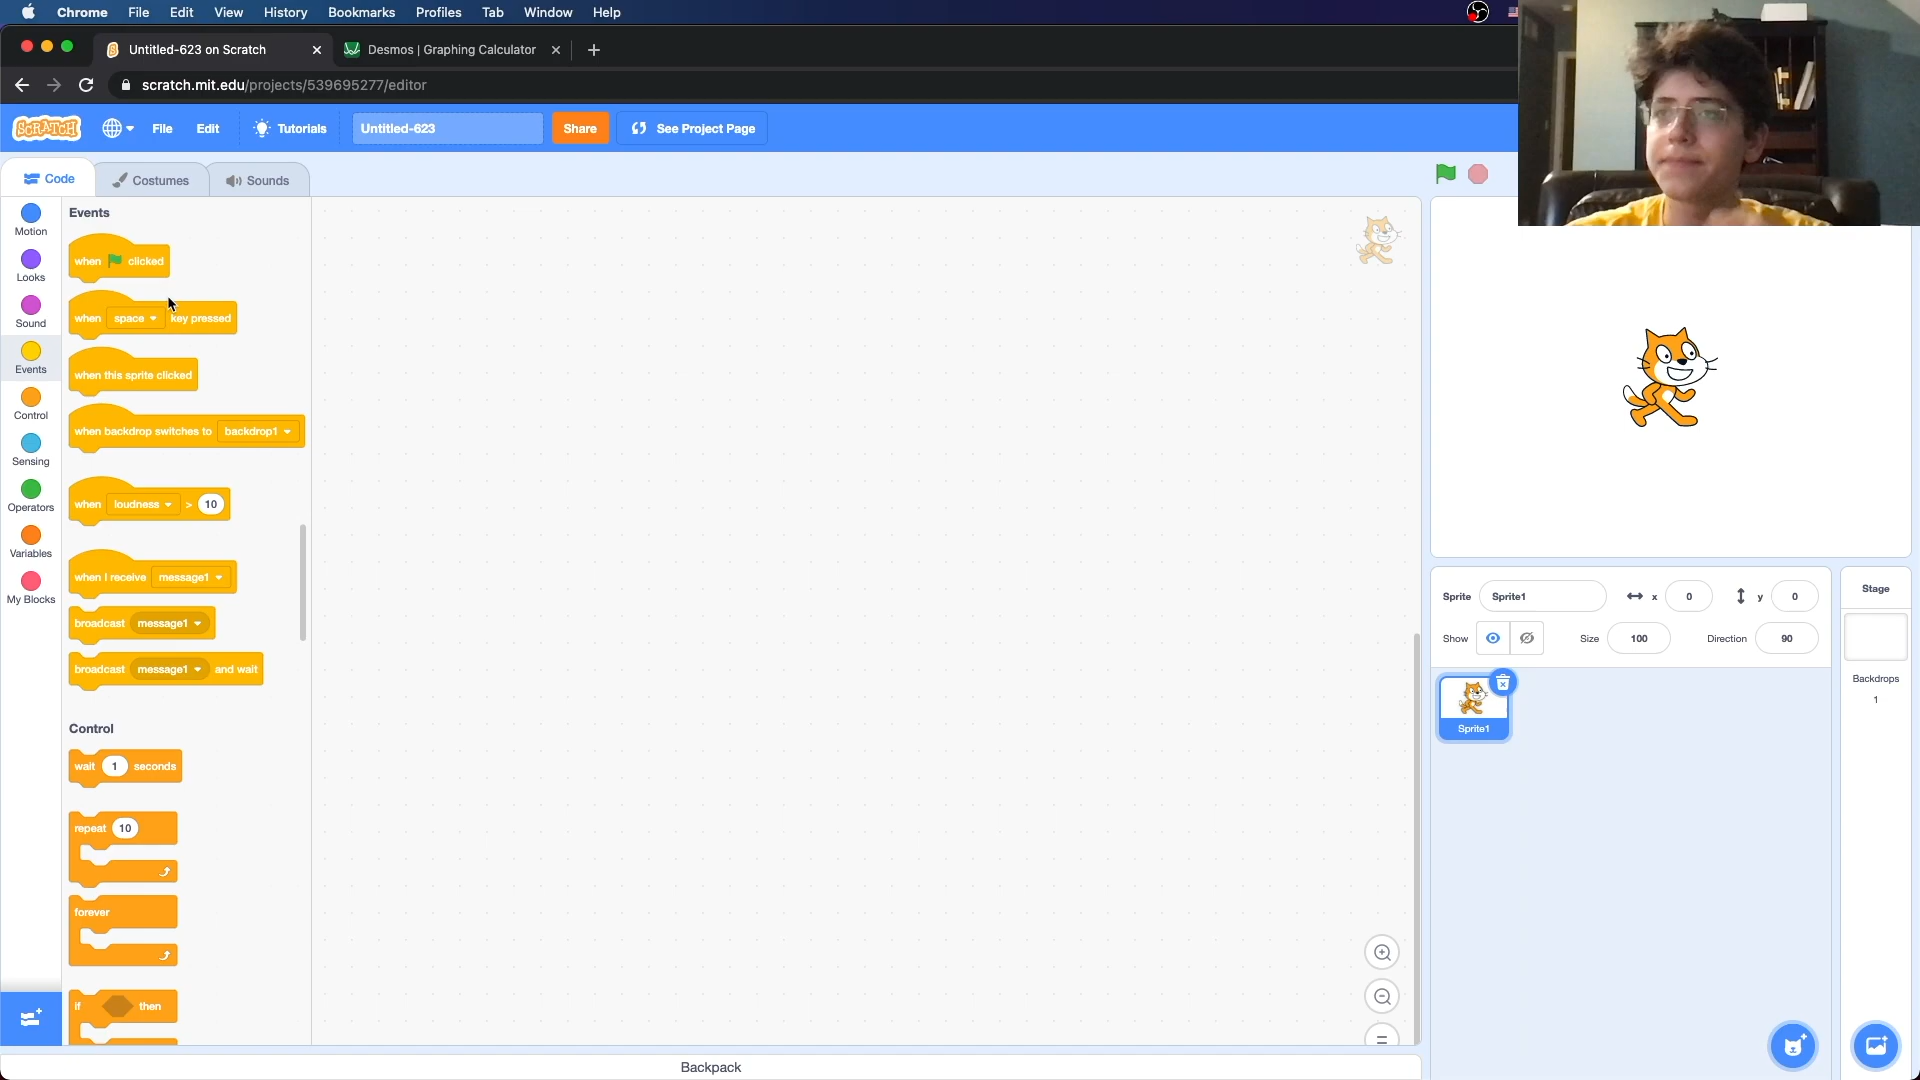 Chrome File Edit View History Bookmarks Profiles Tab Window Help
Untitled-623 on Scratch Desmos | Graphing Calculator
scratch.mit.edu/projects/539695277/editor
SCRATCH File Edit Tutorials Untitled-623 Share See Project Page
Code Costumes Sounds
Motion
Looks
Sound
Events
Control
Sensing
Operators
Variables
My Blocks
Events
when clicked
when space key pressed
when this sprite clicked
when backdrop switches to backdrop1
when loudness > 10
when I receive message1
broadcast message1
broadcast message1 and wait
Control
wait 1 seconds
repeat 10
forever
if then
Sprite Sprite1 x 0 y 0
Show Size 100 Direction 90
Sprite1
Stage
Backdrops
1
Backpack